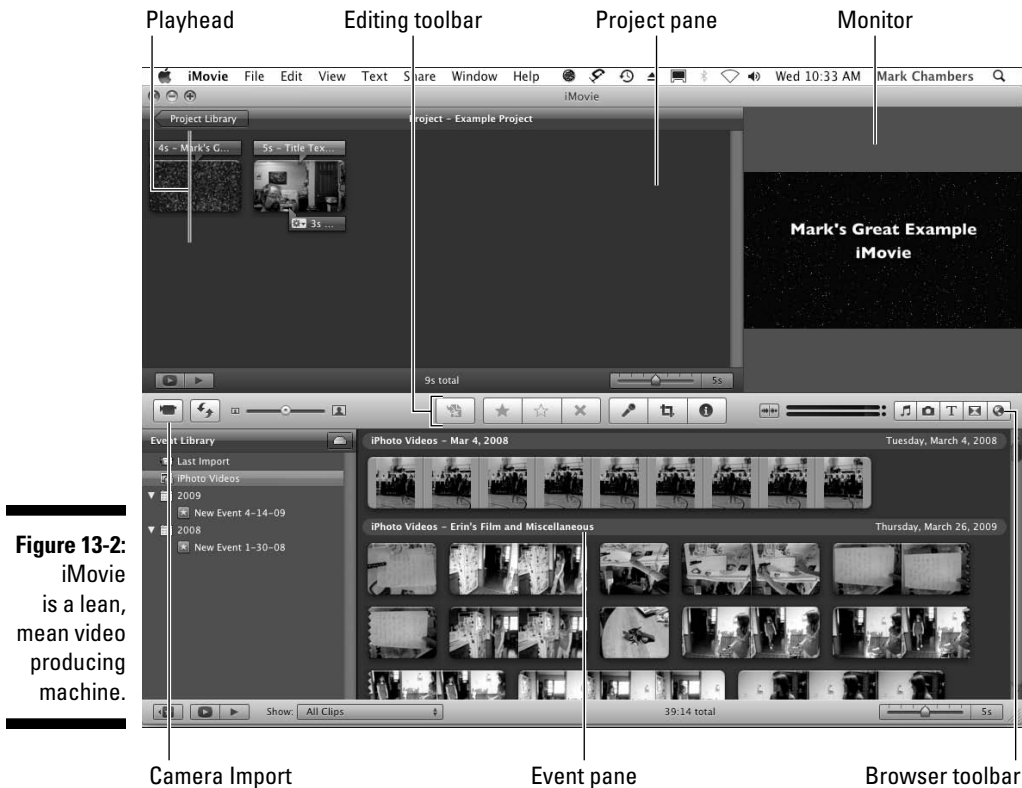 Playhead Editing toolbar Project pane Monitor
iMovie File Edit View Text Share Window Help Wed 10:33 AM Mark Chambers
iMovie
Project Library Project – Example Project
4s – Mark's G... 5s – Title Tex...
3s ...
Mark's Great Example
iMovie
9s total 5s
T
Event Library iPhoto Videos – Mar 4, 2008 Tuesday, March 4, 2008
Last Import
iPhoto Videos
2009
New Event 4-14-09
2008
New Event 1-30-08
iPhoto Videos – Erin's Film and Miscellaneous Thursday, March 26, 2009
Figure 13-2:
iMovie
is a lean,
mean video
producing
machine.
Show: All Clips 39:14 total 5s
Camera Import Event pane Browser toolbar